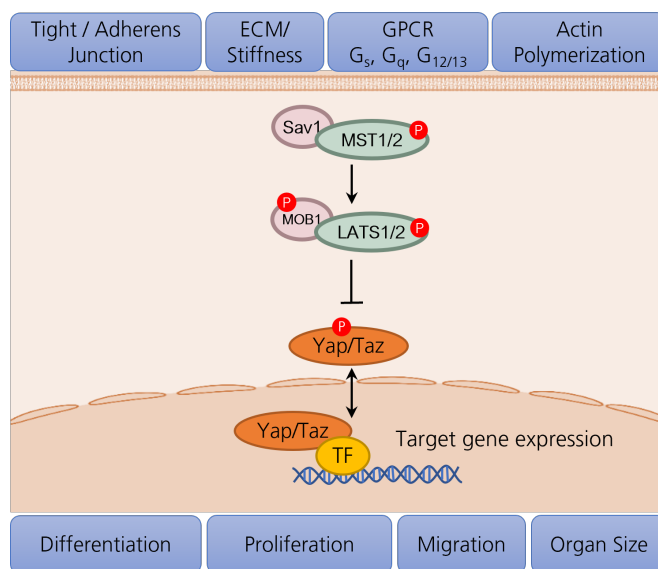 Tight / Adherens
Junction
ECM/
Stiffness
GPCR
Gs, Gq, G12/13
Actin
Polymerization
Sav1
MST1/2
P
P
MOB1
LATS1/2
P
P
Yap/Taz
Yap/Taz
TF
Target gene expression
Differentiation
Proliferation
Migration
Organ Size